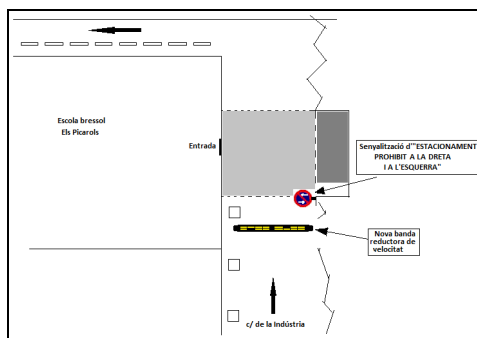 Escola bressol
Els Picarols
Entrada
Senyalització d'"ESTACIONAMENT
PROHIBIT A LA DRETA
I A L'ESQUERRA"
Nova banda
reductora de
velocitat
c/ de la Indústria